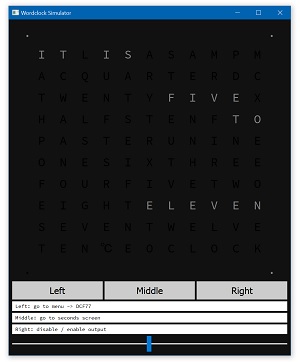 Wordclock Simulator
I T L I S A S A M P M
A C Q U A R T E R D C
T W E N T Y F I V E X
H A L F S T E N F T O
P A S T E R U N I N E
O N E S I X T H R E E
F O U R F I V E T W O
E I G H T E L E V E N
S E V E N T W E L V E
T E N ℃ E O C L O C K
Left Middle Right
Left: go to menu -> DCF77
Middle: go to seconds screen
Right: disable / enable output